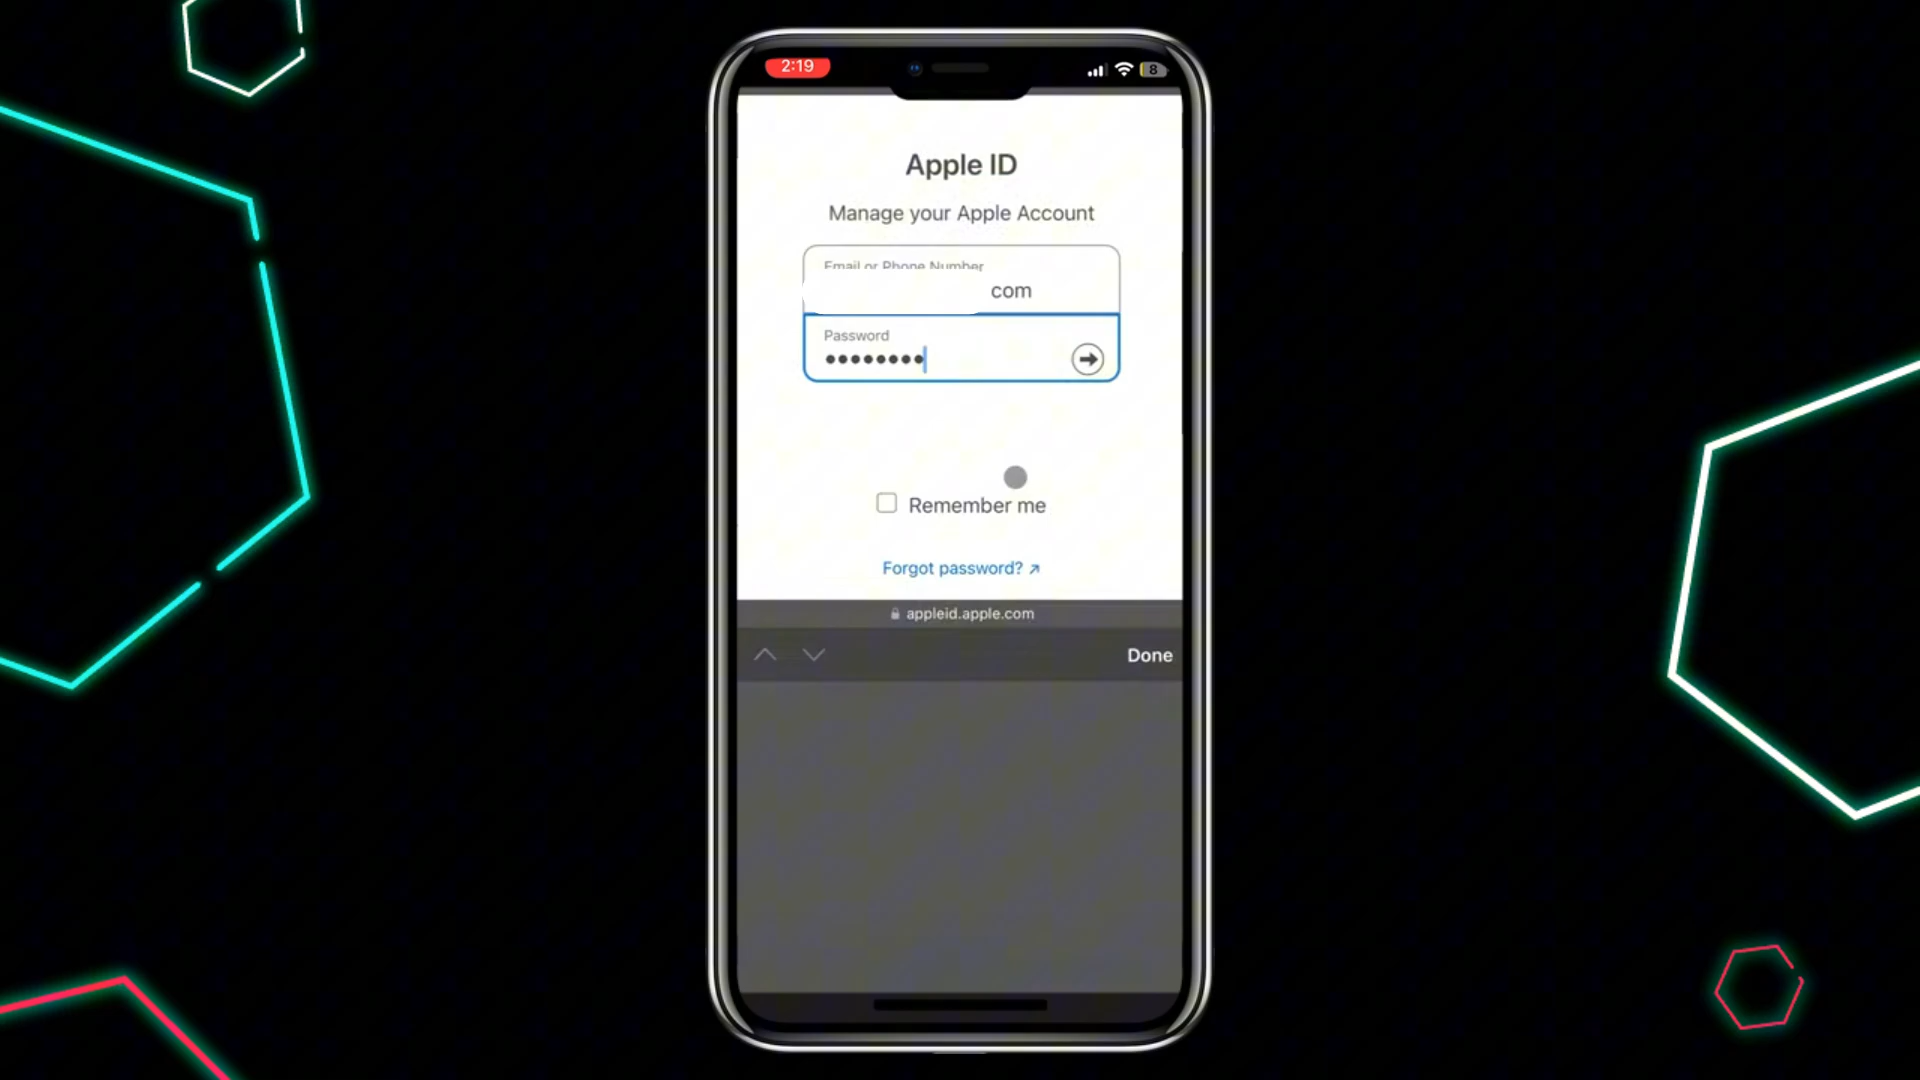 2:19
8
Apple ID
Manage your Apple Account
Email or Phone Number
com
Password
Remember me
Forgot password? ↗
appleid.apple.com
Done